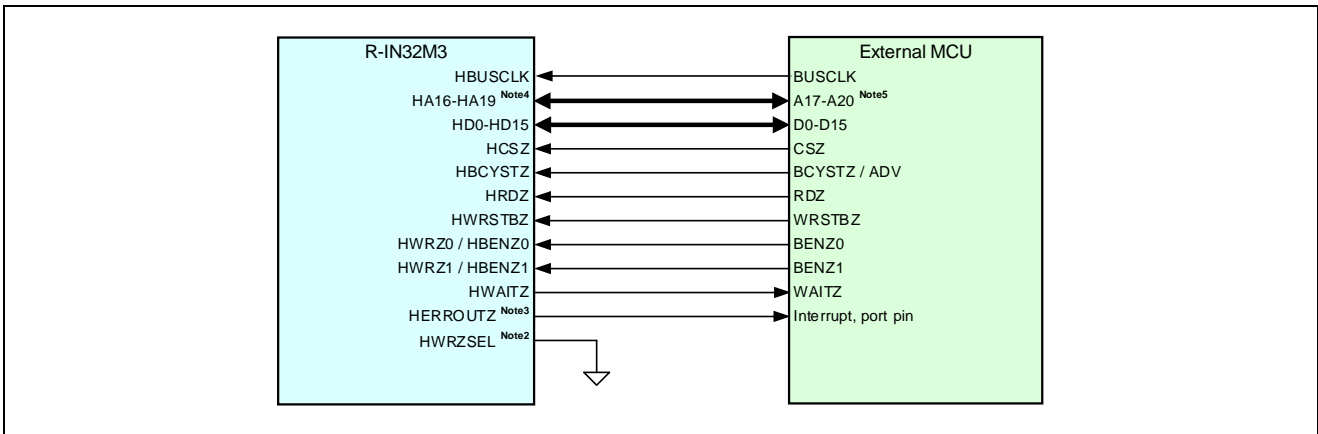 R-IN32M3 External MCU
HBUSCLK BUSCLK
HA16-HA19 Note4 A17-A20 Note5
HD0-HD15 D0-D15
HCSZ CSZ
HBCYSTZ BCYSTZ / ADV
HRDZ RDZ
HWRSTBZ WRSTBZ
HWRZ0 / HBENZ0 BENZ0
HWRZ1 / HBENZ1 BENZ1
HWAITZ WAITZ
HERROUTZ Note3 Interrupt, port pin
HWRZSEL Note2